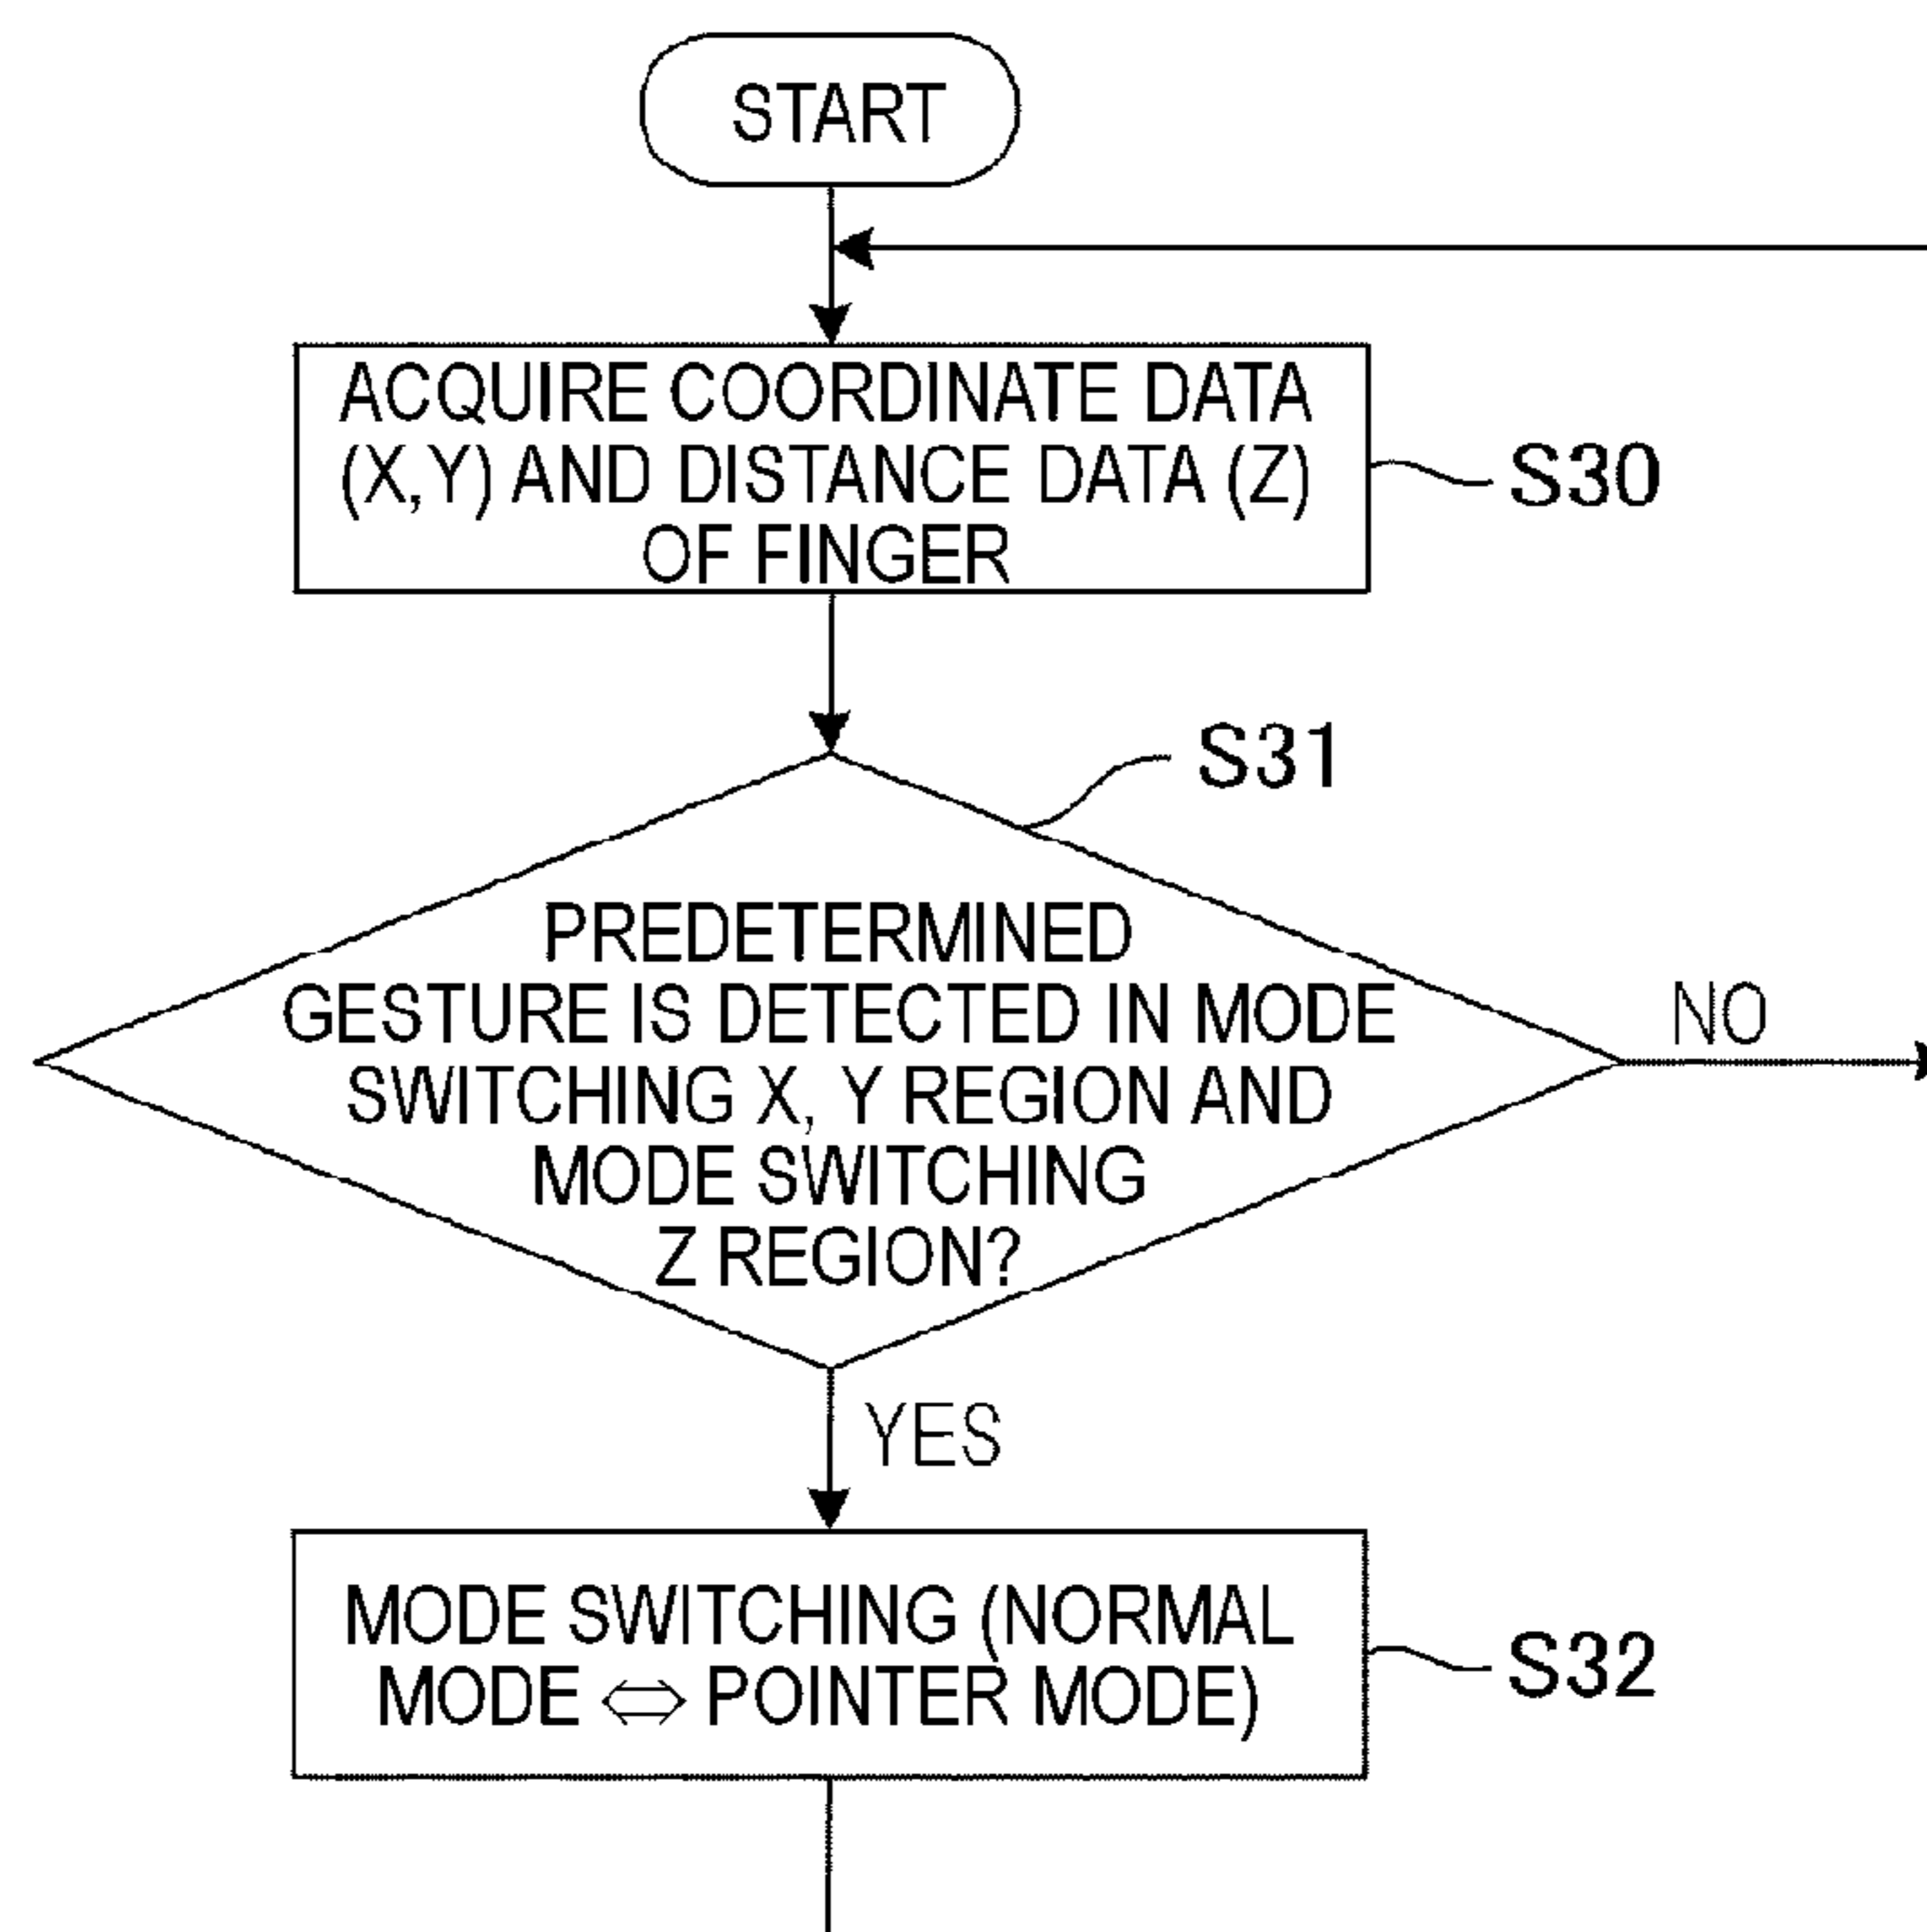 START
ACQUIRE COORDINATE DATA
(X,Y) AND DISTANCE DATA (Z)
OF FINGER
S30
S31
PREDETERMINED
GESTURE IS DETECTED IN MODE
SWITCHING X, Y REGION AND
MODE SWITCHING
Z REGION?
NO
YES
MODE SWITCHING (NORMAL
MODE ⇔ POINTER MODE)
S32